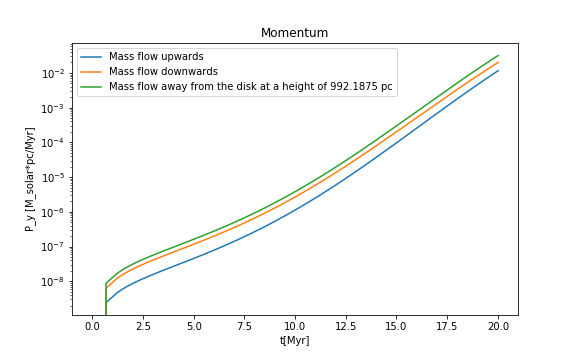 Momentum
Mass flow upwards
Mass flow downwards
Mass flow away from the disk at a height of 992.1875 pc
P_y [M_solar*pc/Myr]
10⁻²
10⁻³
10⁻⁴
10⁻⁵
10⁻⁶
10⁻⁷
10⁻⁸
0.0 2.5 5.0 7.5 10.0 12.5 15.0 17.5 20.0
t[Myr]